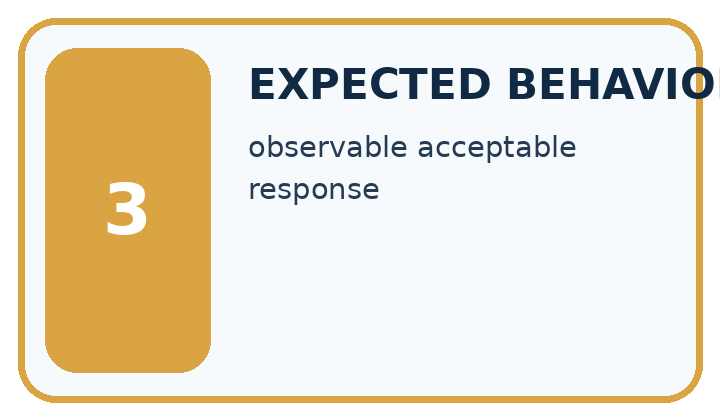 3
EXPECTED BEHAVIO
observable acceptable
response